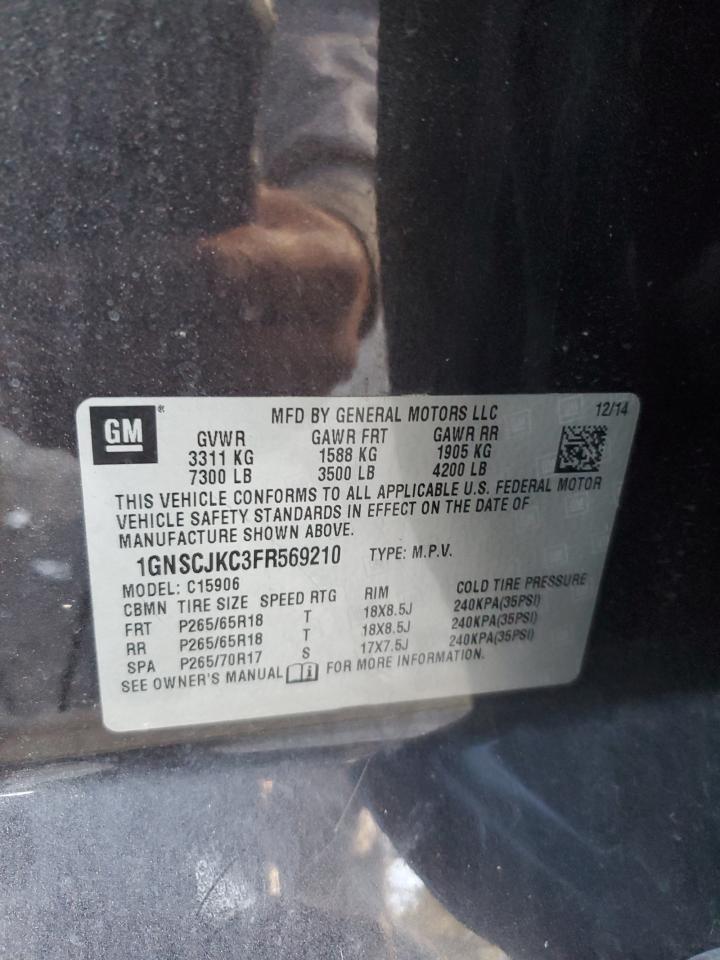 GM® MFD BY GENERAL MOTORS LLC 12/14
GVWR GAWR FRT GAWR RR
3311 KG 1588 KG 1905 KG
7300 LB 3500 LB 4200 LB
THIS VEHICLE CONFORMS TO ALL APPLICABLE U.S. FEDERAL MOTOR
VEHICLE SAFETY STANDARDS IN EFFECT ON THE DATE OF
MANUFACTURE SHOWN ABOVE.
1GNSCJKC3FR569210 TYPE: M.P.V.
MODEL: C15906
CBMN TIRE SIZE SPEED RTG RIM COLD TIRE PRESSURE
FRT P265/65R18 T 18X8.5J 240KPA(35PSI)
RR P265/65R18 T 18X8.5J 240KPA(35PSI)
SPA P265/70R17 S 17X7.5J 240KPA(35PSI)
SEE OWNER'S MANUAL i FOR MORE INFORMATION.